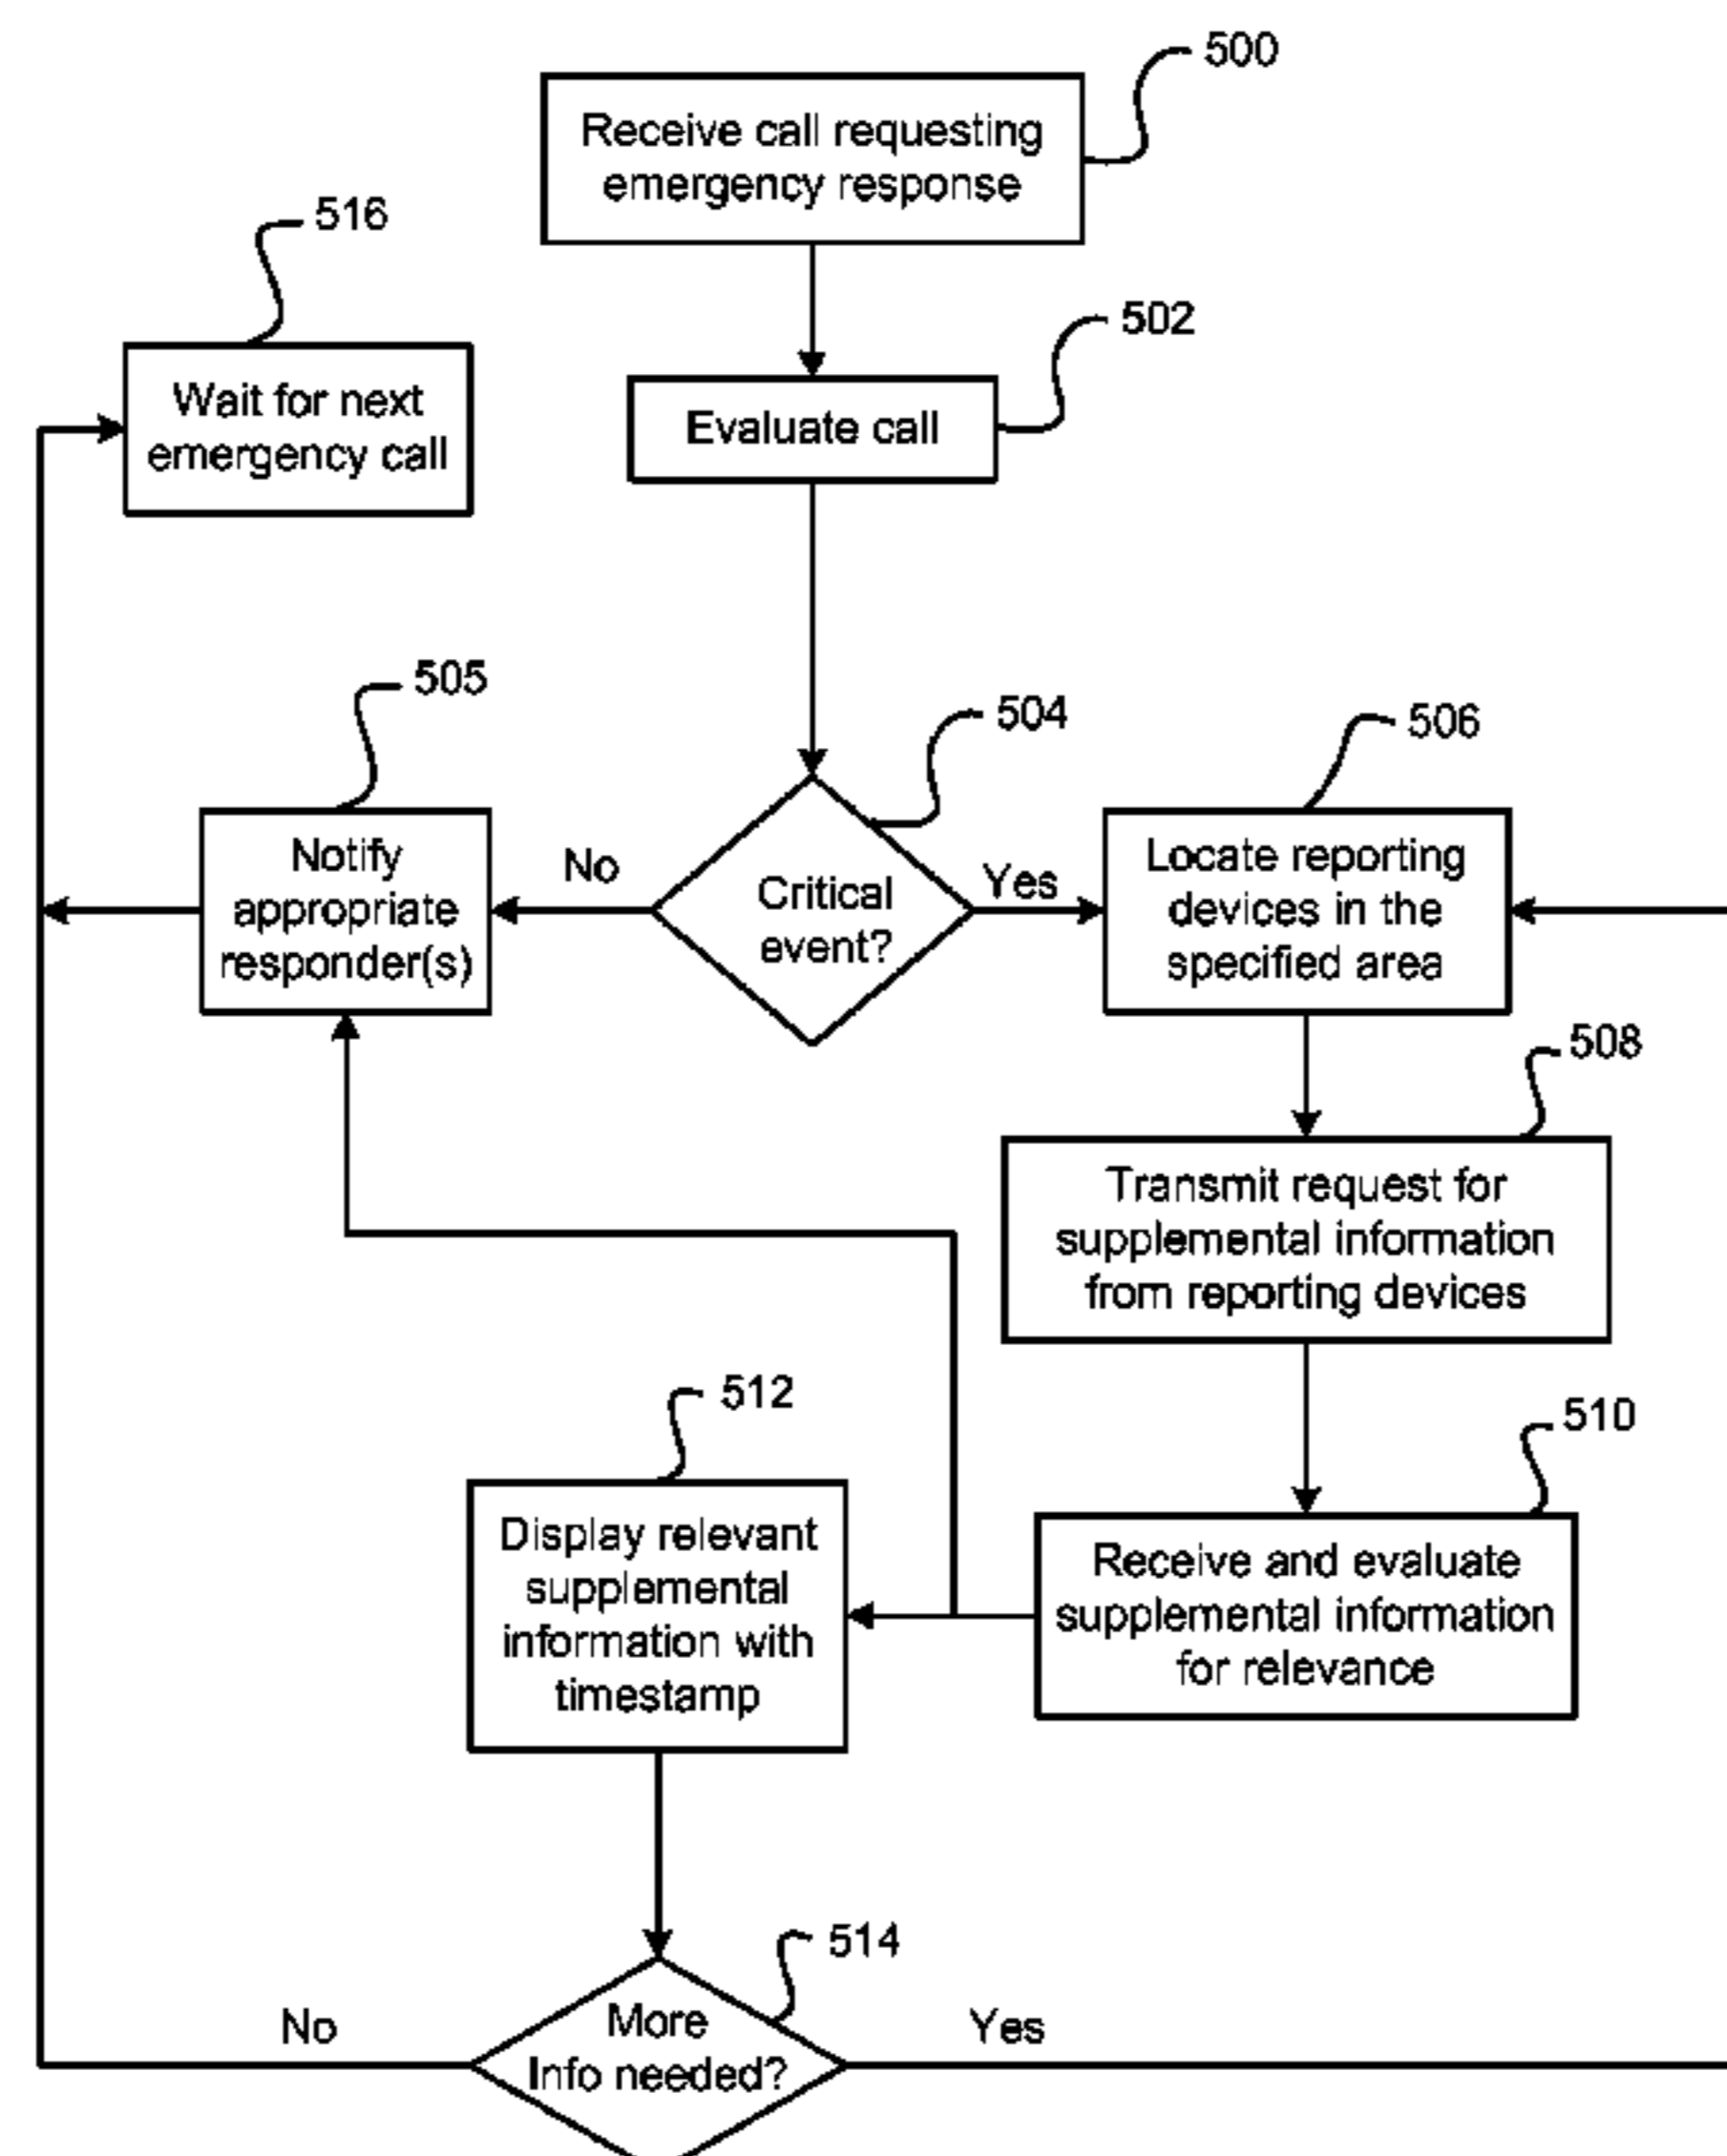 500
Receive call requesting
emergency response
516
502
Wait for next
emergency call
Evaluate call
505
504
506
Notify
appropriate
responder(s)
No
Critical
event?
Yes
Locate reporting
devices in the
specified area
508
Transmit request for
supplemental information
from reporting devices
512
510
Display relevant
supplemental
information with
timestamp
Receive and evaluate
supplemental information
for relevance
514
No
More
Info needed?
Yes